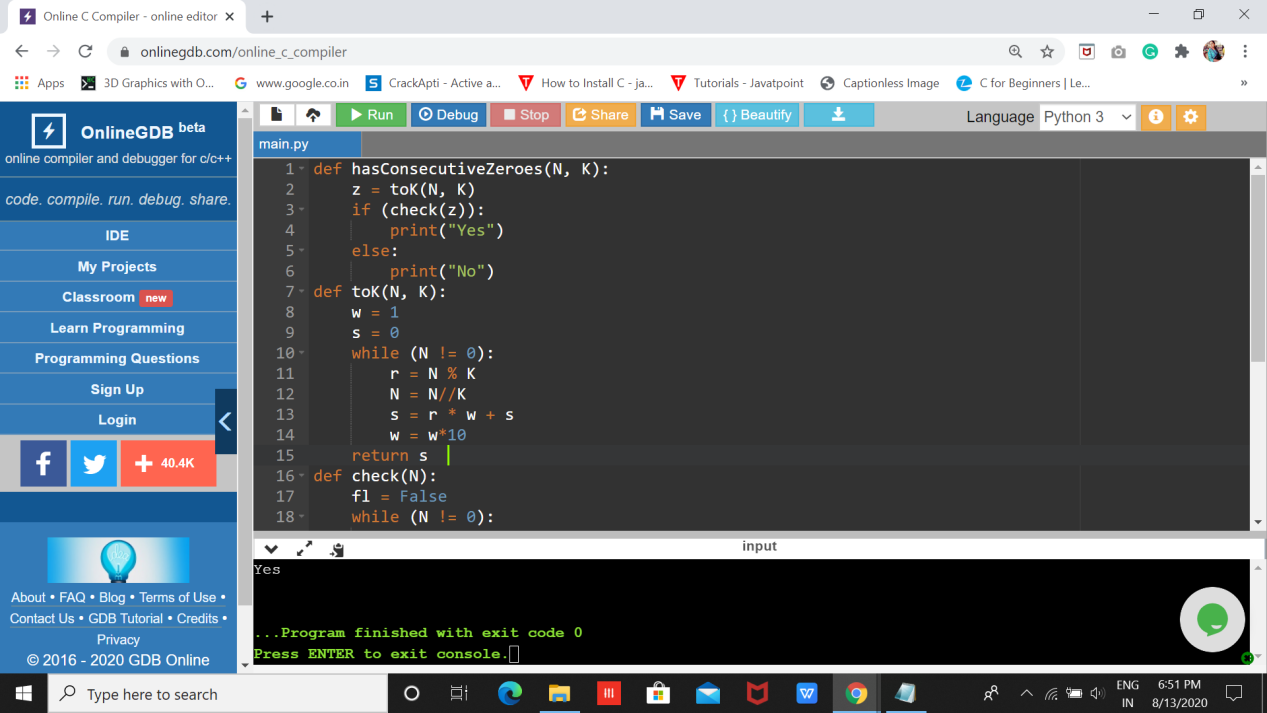 Online C Compiler - online editor
onlinegdb.com/online_c_compiler
Apps 3D Graphics with O... www.google.co.in CrackApti - Active a... How to Install C - ja... Tutorials - Javatpoint Captionless Image C for Beginners | Le... »
OnlineGDB beta
online compiler and debugger for c/c++
code. compile. run. debug. share.
IDE
My Projects
Classroom new
Learn Programming
Programming Questions
Sign Up
Login
40.4K
About • FAQ • Blog • Terms of Use •
Contact Us • GDB Tutorial • Credits •
Privacy
© 2016 - 2020 GDB Online
Run Debug Stop Share Save { } Beautify
Language Python 3
main.py
1 def hasConsecutiveZeroes(N, K):
2     z = toK(N, K)
3     if (check(z)):
4         print("Yes")
5     else:
6         print("No")
7 def toK(N, K):
8     w = 1
9     s = 0
10     while (N != 0):
11         r = N % K
12         N = N//K
13         s = r * w + s
14         w = w*10
15     return s
16 def check(N):
17     fl = False
18     while (N != 0):
input
Yes
...Program finished with exit code 0
Press ENTER to exit console.
Type here to search
ENG
IN
6:51 PM
8/13/2020